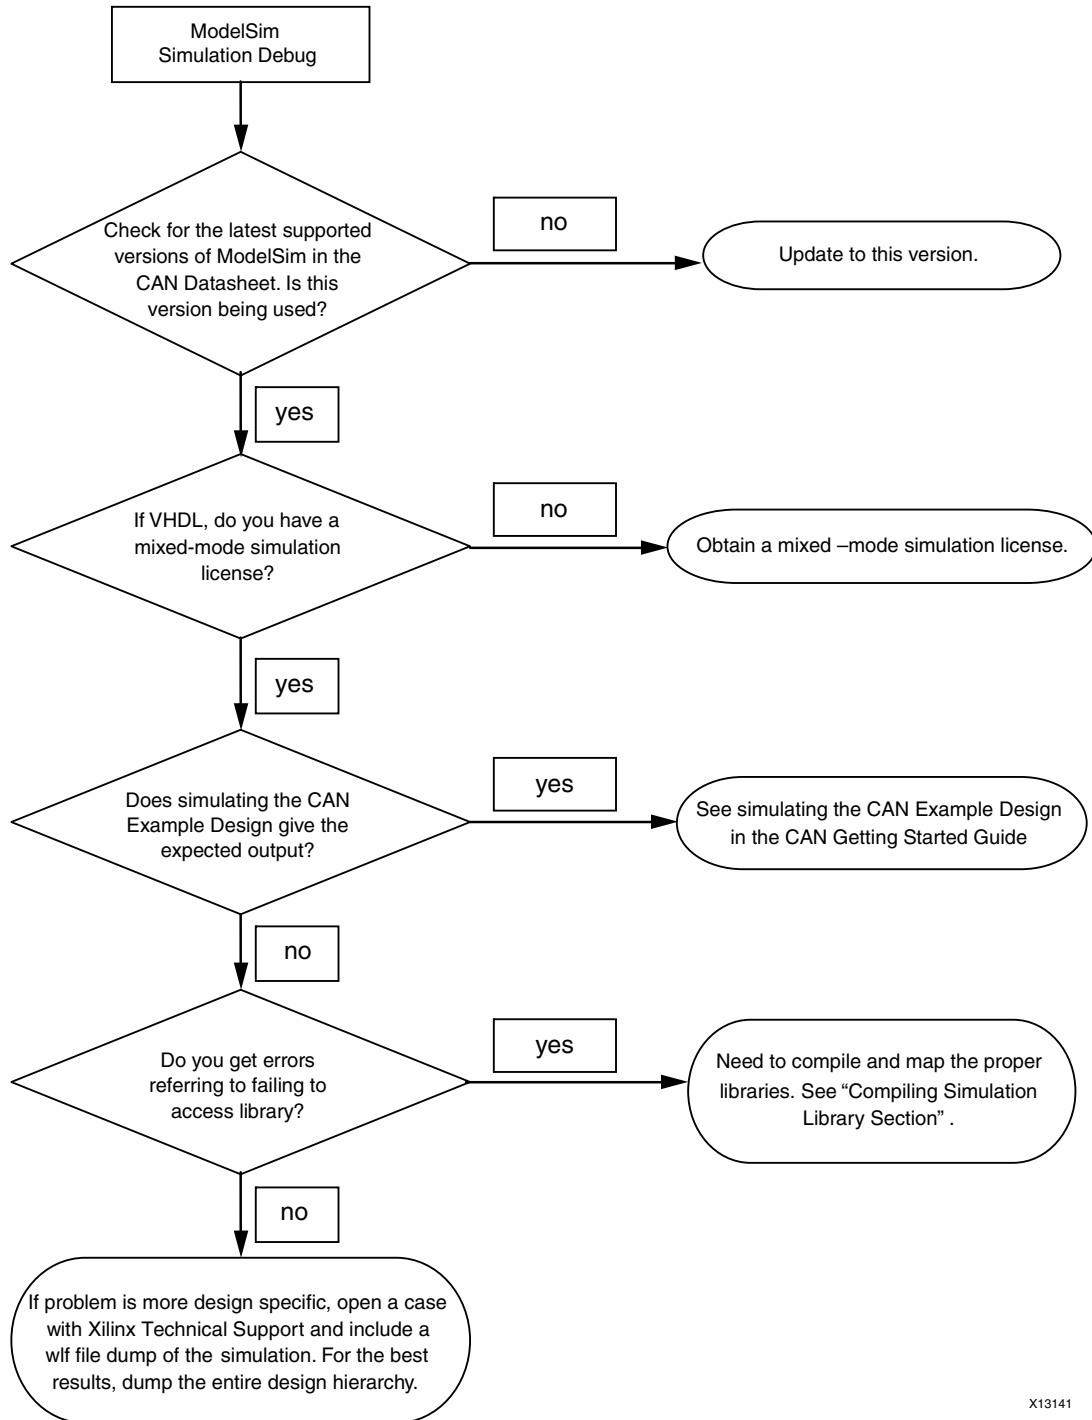 ModelSim
Simulation Debug
Check for the latest supported
versions of ModelSim in the
CAN Datasheet. Is this
version being used?
no
Update to this version.
yes
If VHDL, do you have a
mixed-mode simulation
license?
no
Obtain a mixed –mode simulation license.
yes
Does simulating the CAN
Example Design give the
expected output?
yes
See simulating the CAN Example Design
in the CAN Getting Started Guide
no
Do you get errors
referring to failing to
access library?
yes
Need to compile and map the proper
libraries. See “Compiling Simulation
Library Section” .
no
If problem is more design specific, open a case
with Xilinx Technical Support and include a
wlf file dump of the simulation. For the best
results, dump the entire design hierarchy.
X13141